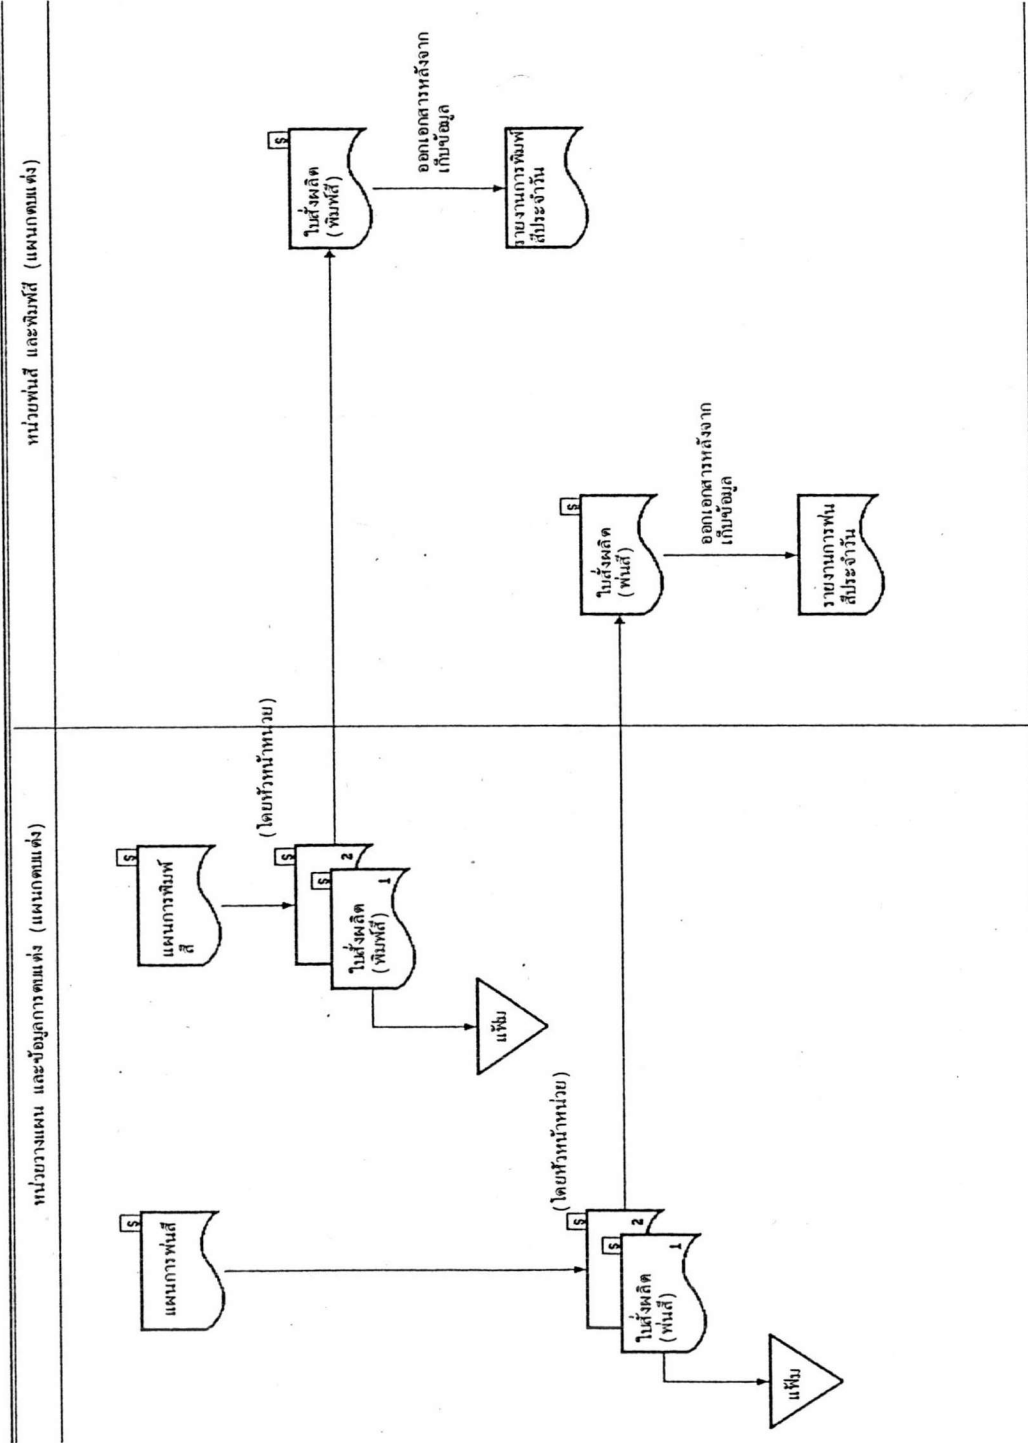 หน่วยวางแผน และข้อมูลการตบแต่ง (แผนกตบแต่ง)
หน่วยพ่นสี และพิมพ์สี (แผนกตบแต่ง)
S
แผนการพ่นสี
S
แผนการพิมพ์
สี
(โดยหัวหน้าหน่วย)
S
2
S
1
ใบสั่งผลิต
(พิมพ์สี)
แฟ้ม
S
ใบสั่งผลิต
(พิมพ์สี)
ออกเอกสารหลังจาก
เก็บข้อมูล
รายงานการพิมพ์
สีประจำวัน
(โดยหัวหน้าหน่วย)
S
2
S
1
ใบสั่งผลิต
(พ่นสี)
แฟ้ม
S
ใบสั่งผลิต
(พ่นสี)
ออกเอกสารหลังจาก
เก็บข้อมูล
รายงานการพ่น
สีประจำวัน